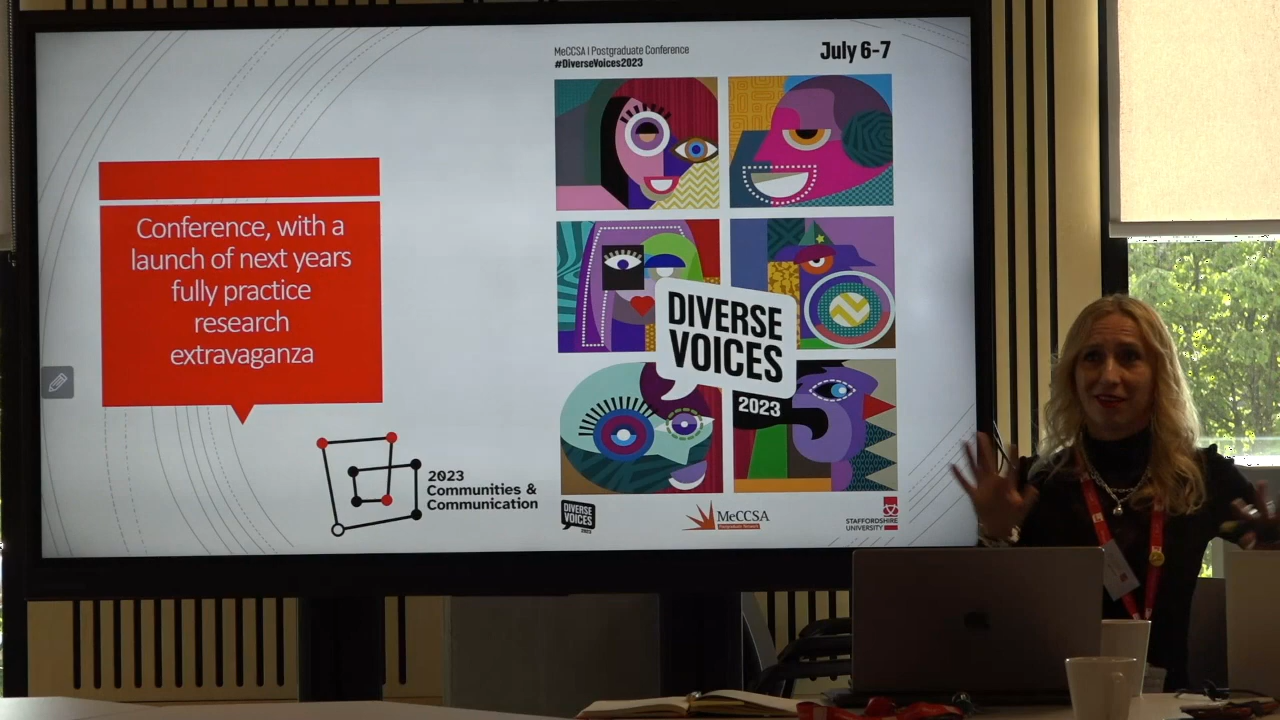 MeCCSA | Postgraduate Conference
#DiverseVoices2023
July 6-7
Conference, with a
launch of next years
fully practice
research
extravaganza
DIVERSE
VOICES
2023
2023
Communities &
Communication
DIVERSE
VOICES
2023
MeCCSA
STAFFORDSHIRE
UNIVERSITY